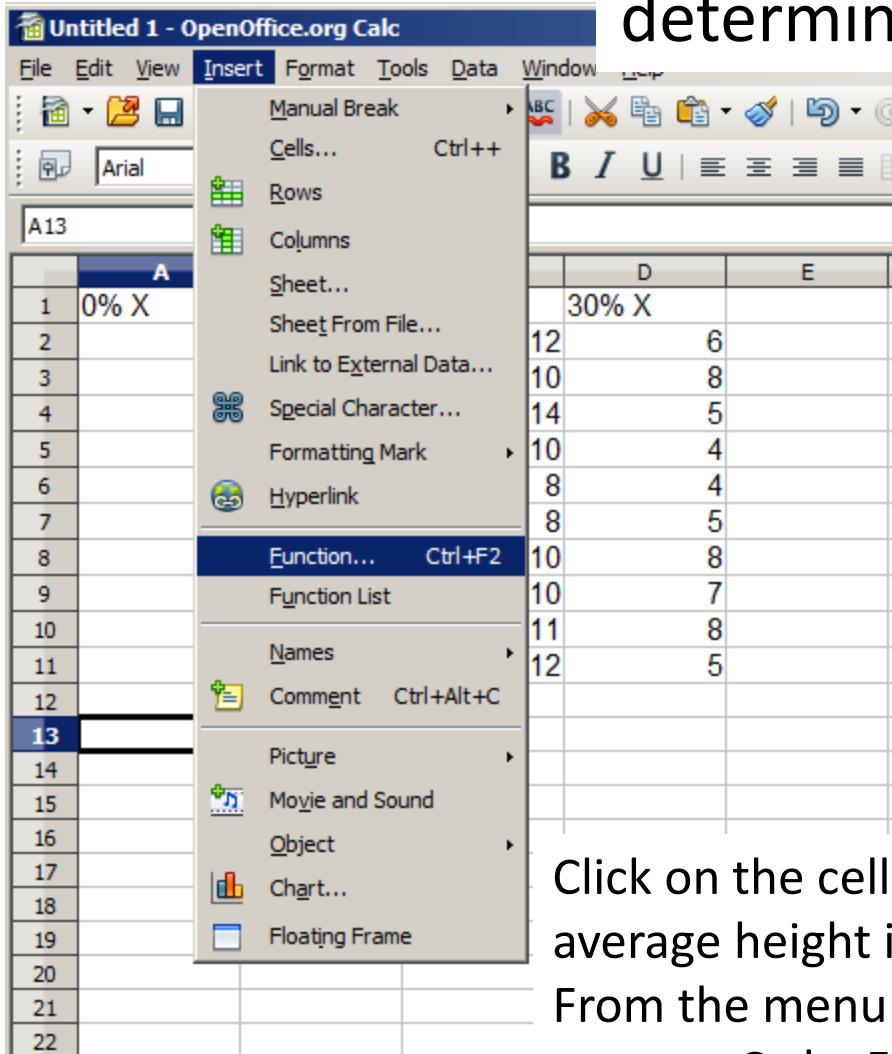 determin
Untitled 1 - OpenOffice.org Calc
File Edit View Insert Format Tools Data Window
Manual Break
Cells... Ctrl++
Rows
Columns
Sheet...
Sheet From File...
Link to External Data...
Special Character...
Formatting Mark
Hyperlink
Function... Ctrl+F2
Function List
Names
Comment Ctrl+Alt+C
Picture
Movie and Sound
Object
Chart...
Floating Frame
ABC
Arial B I U
A13
A D E
1 0% X 30% X
2 12 6
3 10 8
4 14 5
5 10 4
6 8 4
7 8 5
8 10 8
9 10 7
10 11 8
11 12 5
12
13
14
15
16
17
18
19
20
21
22
Click on the cell
average height i
From the menu